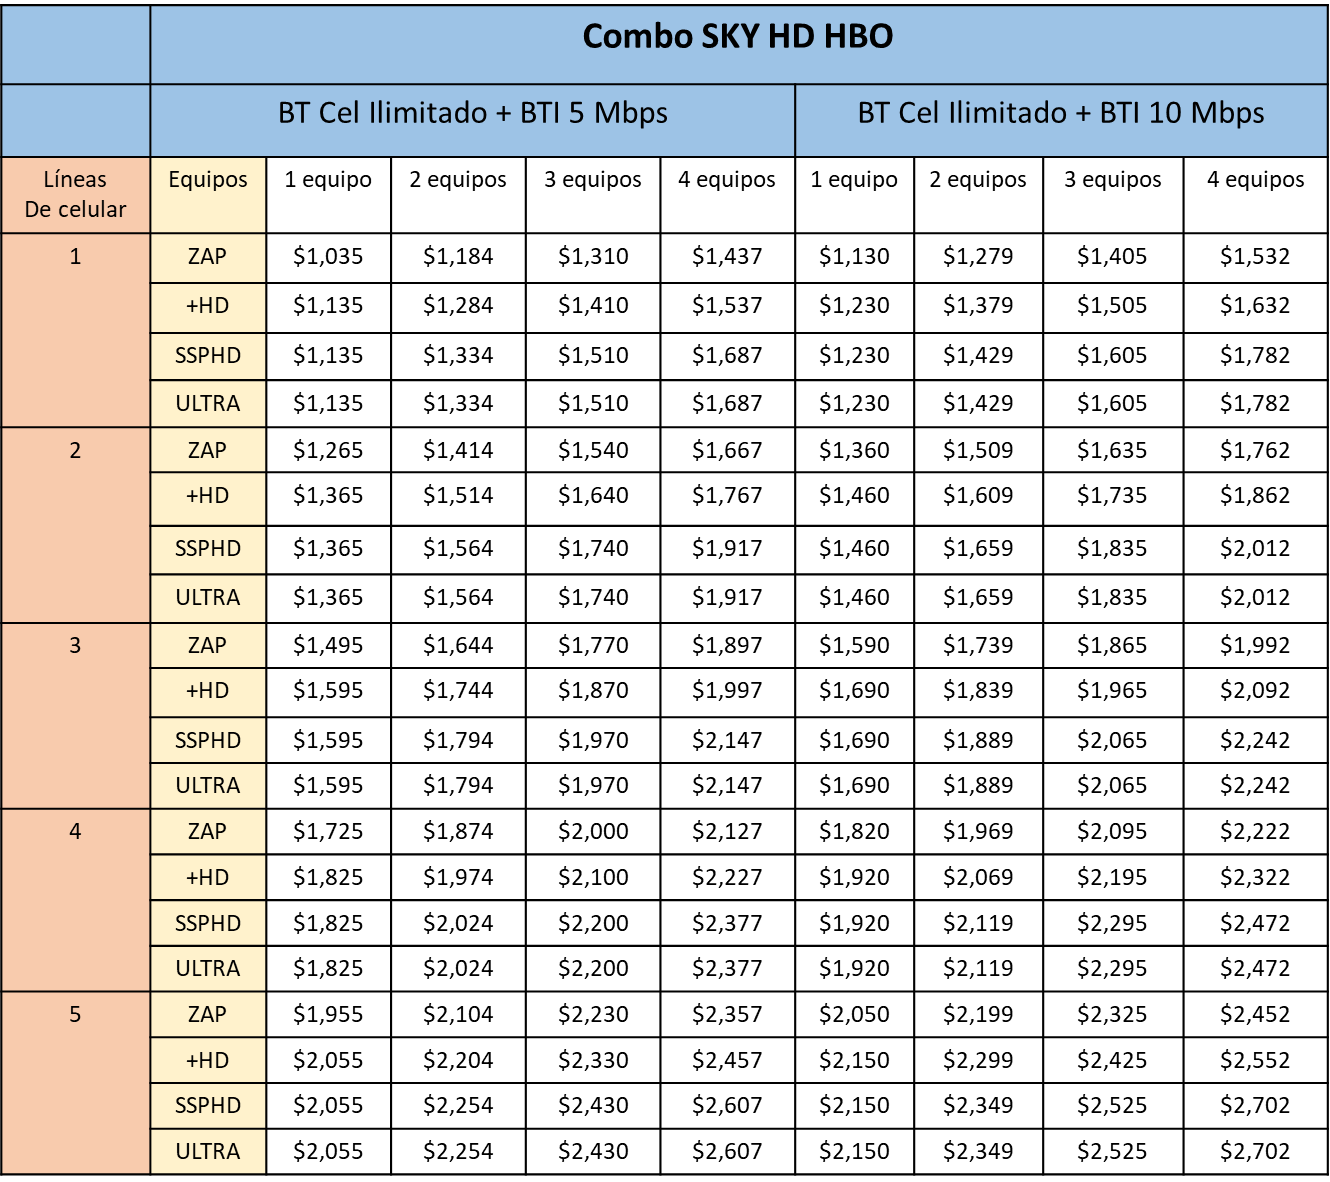 Combo SKY HD HBO
BT Cel Ilimitado + BTI 5 Mbps BT Cel Ilimitado + BTI 10 Mbps
Líneas De celular Equipos 1 equipo 2 equipos 3 equipos 4 equipos 1 equipo 2 equipos 3 equipos 4 equipos
1 ZAP $1,035 $1,184 $1,310 $1,437 $1,130 $1,279 $1,405 $1,532
+HD $1,135 $1,284 $1,410 $1,537 $1,230 $1,379 $1,505 $1,632
SSPHD $1,135 $1,334 $1,510 $1,687 $1,230 $1,429 $1,605 $1,782
ULTRA $1,135 $1,334 $1,510 $1,687 $1,230 $1,429 $1,605 $1,782
2 ZAP $1,265 $1,414 $1,540 $1,667 $1,360 $1,509 $1,635 $1,762
+HD $1,365 $1,514 $1,640 $1,767 $1,460 $1,609 $1,735 $1,862
SSPHD $1,365 $1,564 $1,740 $1,917 $1,460 $1,659 $1,835 $2,012
ULTRA $1,365 $1,564 $1,740 $1,917 $1,460 $1,659 $1,835 $2,012
3 ZAP $1,495 $1,644 $1,770 $1,897 $1,590 $1,739 $1,865 $1,992
+HD $1,595 $1,744 $1,870 $1,997 $1,690 $1,839 $1,965 $2,092
SSPHD $1,595 $1,794 $1,970 $2,147 $1,690 $1,889 $2,065 $2,242
ULTRA $1,595 $1,794 $1,970 $2,147 $1,690 $1,889 $2,065 $2,242
4 ZAP $1,725 $1,874 $2,000 $2,127 $1,820 $1,969 $2,095 $2,222
+HD $1,825 $1,974 $2,100 $2,227 $1,920 $2,069 $2,195 $2,322
SSPHD $1,825 $2,024 $2,200 $2,377 $1,920 $2,119 $2,295 $2,472
ULTRA $1,825 $2,024 $2,200 $2,377 $1,920 $2,119 $2,295 $2,472
5 ZAP $1,955 $2,104 $2,230 $2,357 $2,050 $2,199 $2,325 $2,452
+HD $2,055 $2,204 $2,330 $2,457 $2,150 $2,299 $2,425 $2,552
SSPHD $2,055 $2,254 $2,430 $2,607 $2,150 $2,349 $2,525 $2,702
ULTRA $2,055 $2,254 $2,430 $2,607 $2,150 $2,349 $2,525 $2,702